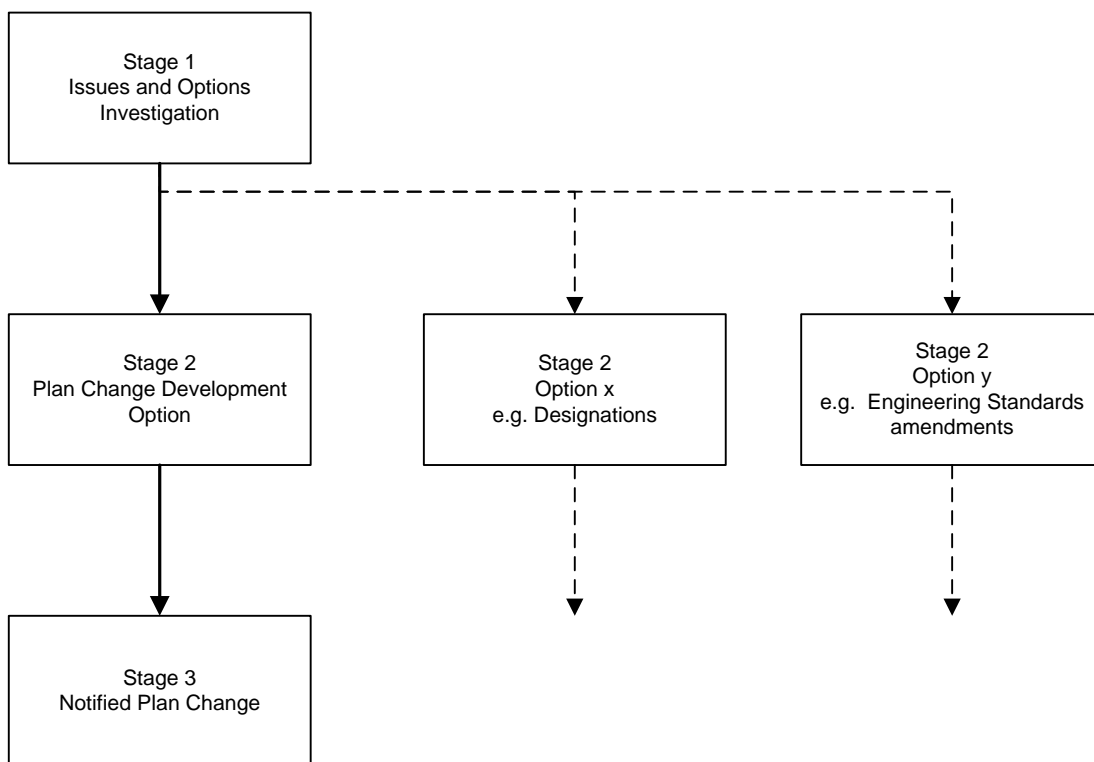 Stage 1
Issues and Options
Investigation
Stage 2
Plan Change Development
Option
Stage 2
Option x
e.g. Designations
Stage 2
Option y
e.g.  Engineering Standards
amendments
Stage 3
Notified Plan Change